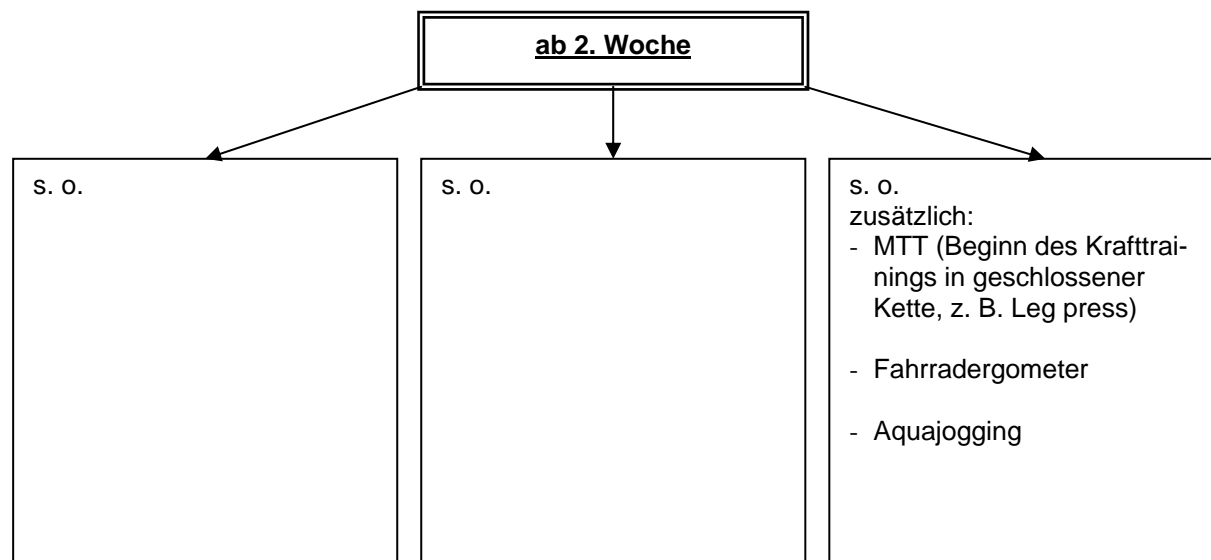 ab 2. Woche
s. o.
s. o.
s. o.
zusätzlich:
- MTT (Beginn des Krafttrai-
nings in geschlossener
Kette, z. B. Leg press)
- Fahrradergometer
- Aquajogging